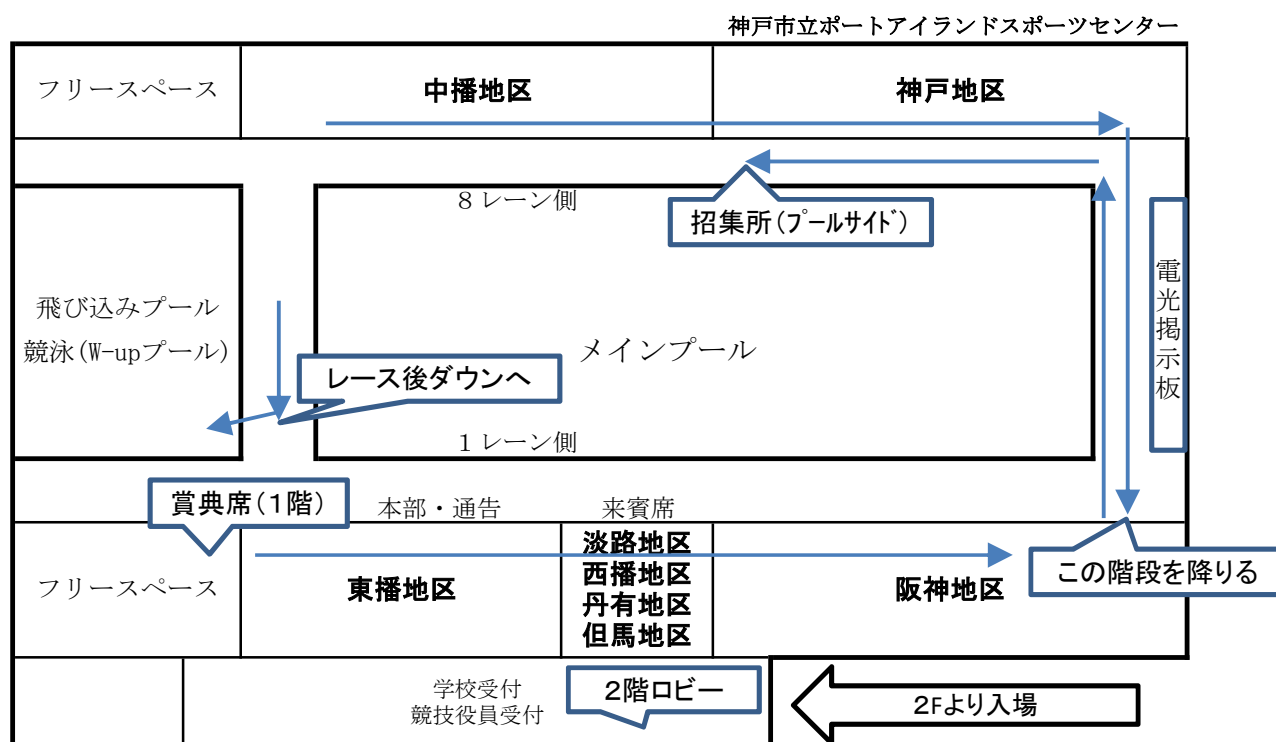 神戸市立ポートアイランドスポーツセンター
フリースペース
中播地区
神戸地区
8レーン側
招集所(プールサイド)
電光掲示板
飛び込みプール
競泳(W-upプール)
メインプール
レース後ダウンへ
1レーン側
賞典席(1階)
本部・通告
来賓席
フリースペース
東播地区
淡路地区
西播地区
丹有地区
但馬地区
阪神地区
この階段を降りる
学校受付
競技役員受付
2階ロビー
2Fより入場